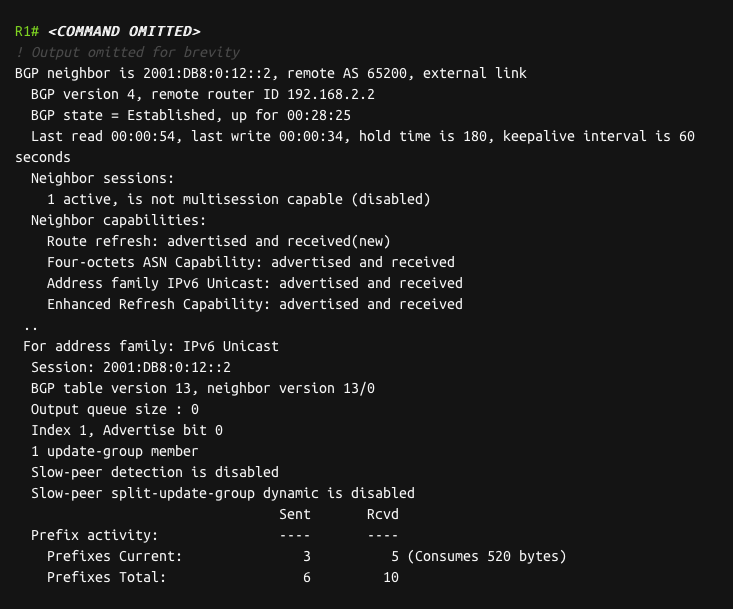 R1# <COMMAND OMITTED>
! Output omitted for brevity
BGP neighbor is 2001:DB8:0:12::2, remote AS 65200, external link
  BGP version 4, remote router ID 192.168.2.2
  BGP state = Established, up for 00:28:25
  Last read 00:00:54, last write 00:00:34, hold time is 180, keepalive interval is 60
seconds
  Neighbor sessions:
    1 active, is not multisession capable (disabled)
  Neighbor capabilities:
    Route refresh: advertised and received(new)
    Four-octets ASN Capability: advertised and received
    Address family IPv6 Unicast: advertised and received
    Enhanced Refresh Capability: advertised and received
 ..
 For address family: IPv6 Unicast
  Session: 2001:DB8:0:12::2
  BGP table version 13, neighbor version 13/0
  Output queue size : 0
  Index 1, Advertise bit 0
  1 update-group member
  Slow-peer detection is disabled
  Slow-peer split-update-group dynamic is disabled
                                 Sent       Rcvd
  Prefix activity:               ----       ----
    Prefixes Current:               3          5 (Consumes 520 bytes)
    Prefixes Total:                 6         10